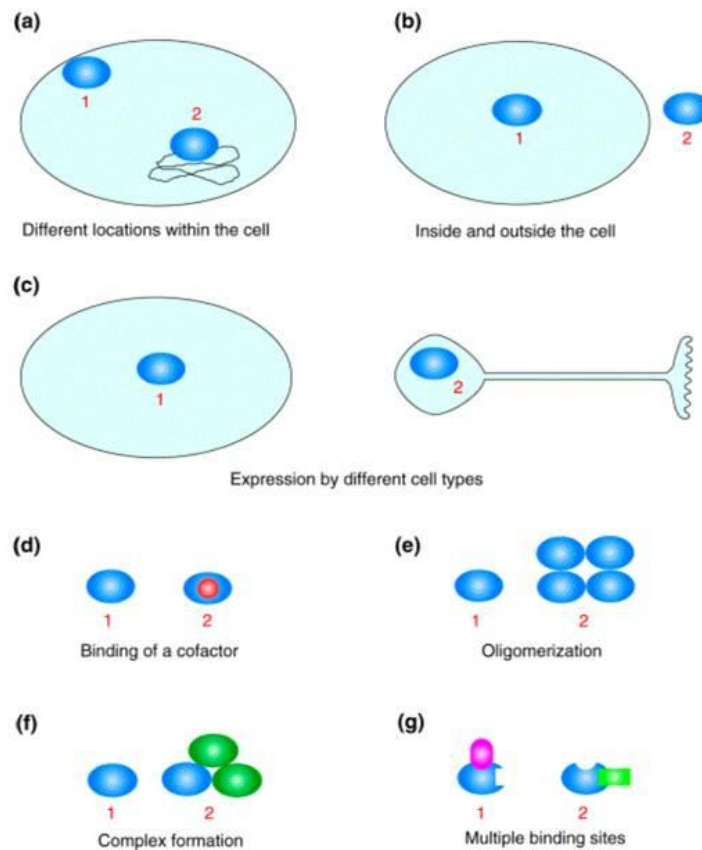 (a)
1
2
Different locations within the cell
(b)
1
2
Inside and outside the cell
(c)
1
2
Expression by different cell types
(d)
1
2
Binding of a cofactor
(e)
1
2
Oligomerization
(f)
1
2
Complex formation
(g)
1
2
Multiple binding sites